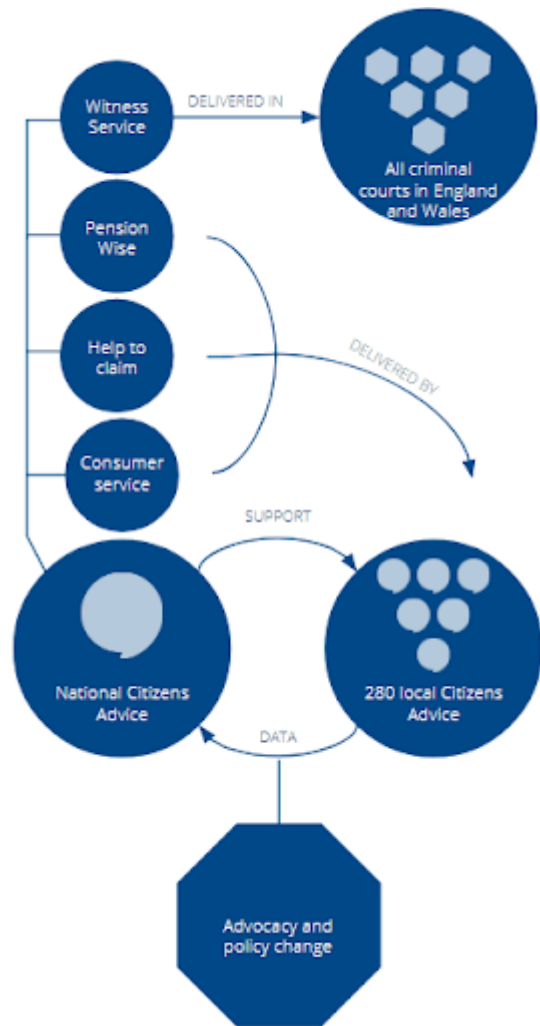 Witness
Service
DELIVERED IN
All criminal
courts in England
and Wales
Pension
Wise
Help to
claim
DELIVERED BY
Consumer
service
SUPPORT
National Citizens
Advice
280 local Citizens
Advice
DATA
Advocacy and
policy change